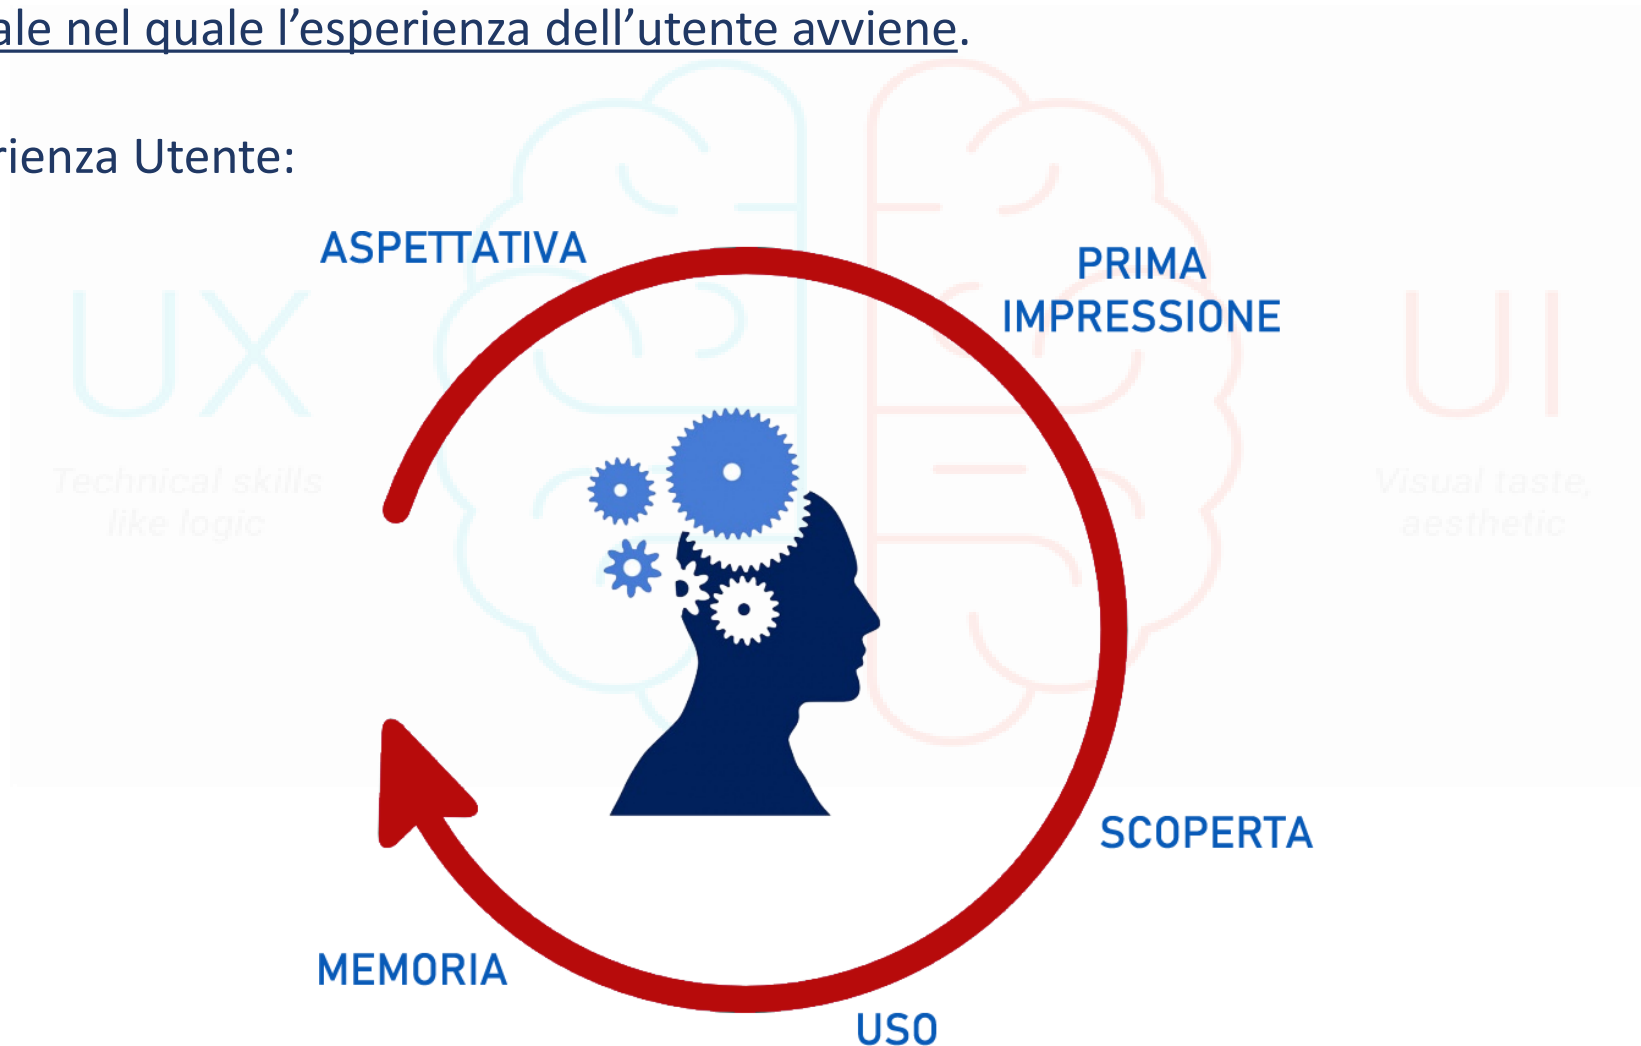 ale nel quale l’esperienza dell’utente avviene.
rienza Utente:
ASPETTATIVA
PRIMA
IMPRESSIONE
UX
UI
Technical skills
like logic
Visual taste,
aesthetic
SCOPERTA
MEMORIA
USO